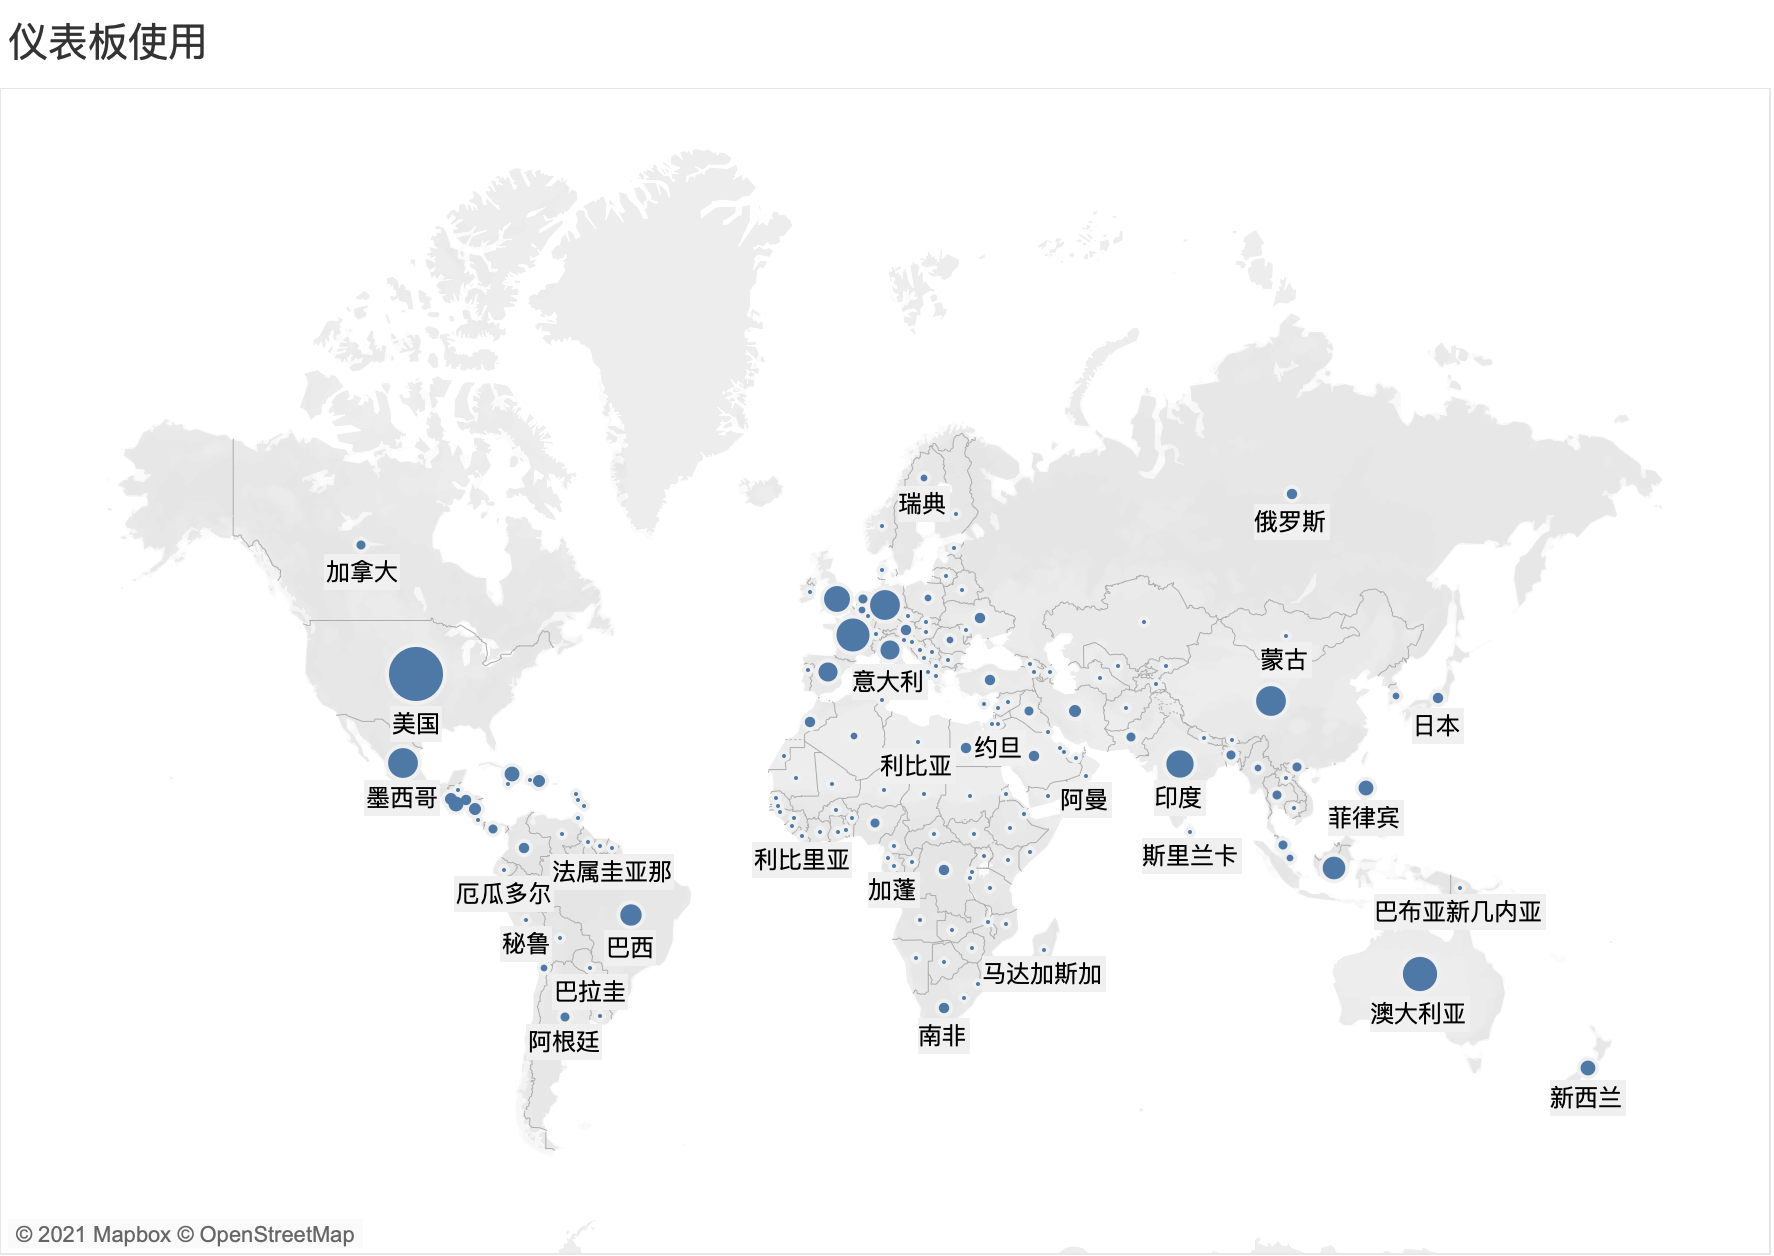 仪表板使用
瑞典
俄罗斯
加拿大
蒙古
意大利
美国
日本
约旦
利比亚
墨西哥
阿曼
印度
菲律宾
利比里亚
斯里兰卡
法属圭亚那
加蓬
厄瓜多尔
巴布亚新几内亚
秘鲁
巴西
马达加斯加
巴拉圭
澳大利亚
南非
阿根廷
新西兰
© 2021 Mapbox © OpenStreetMap